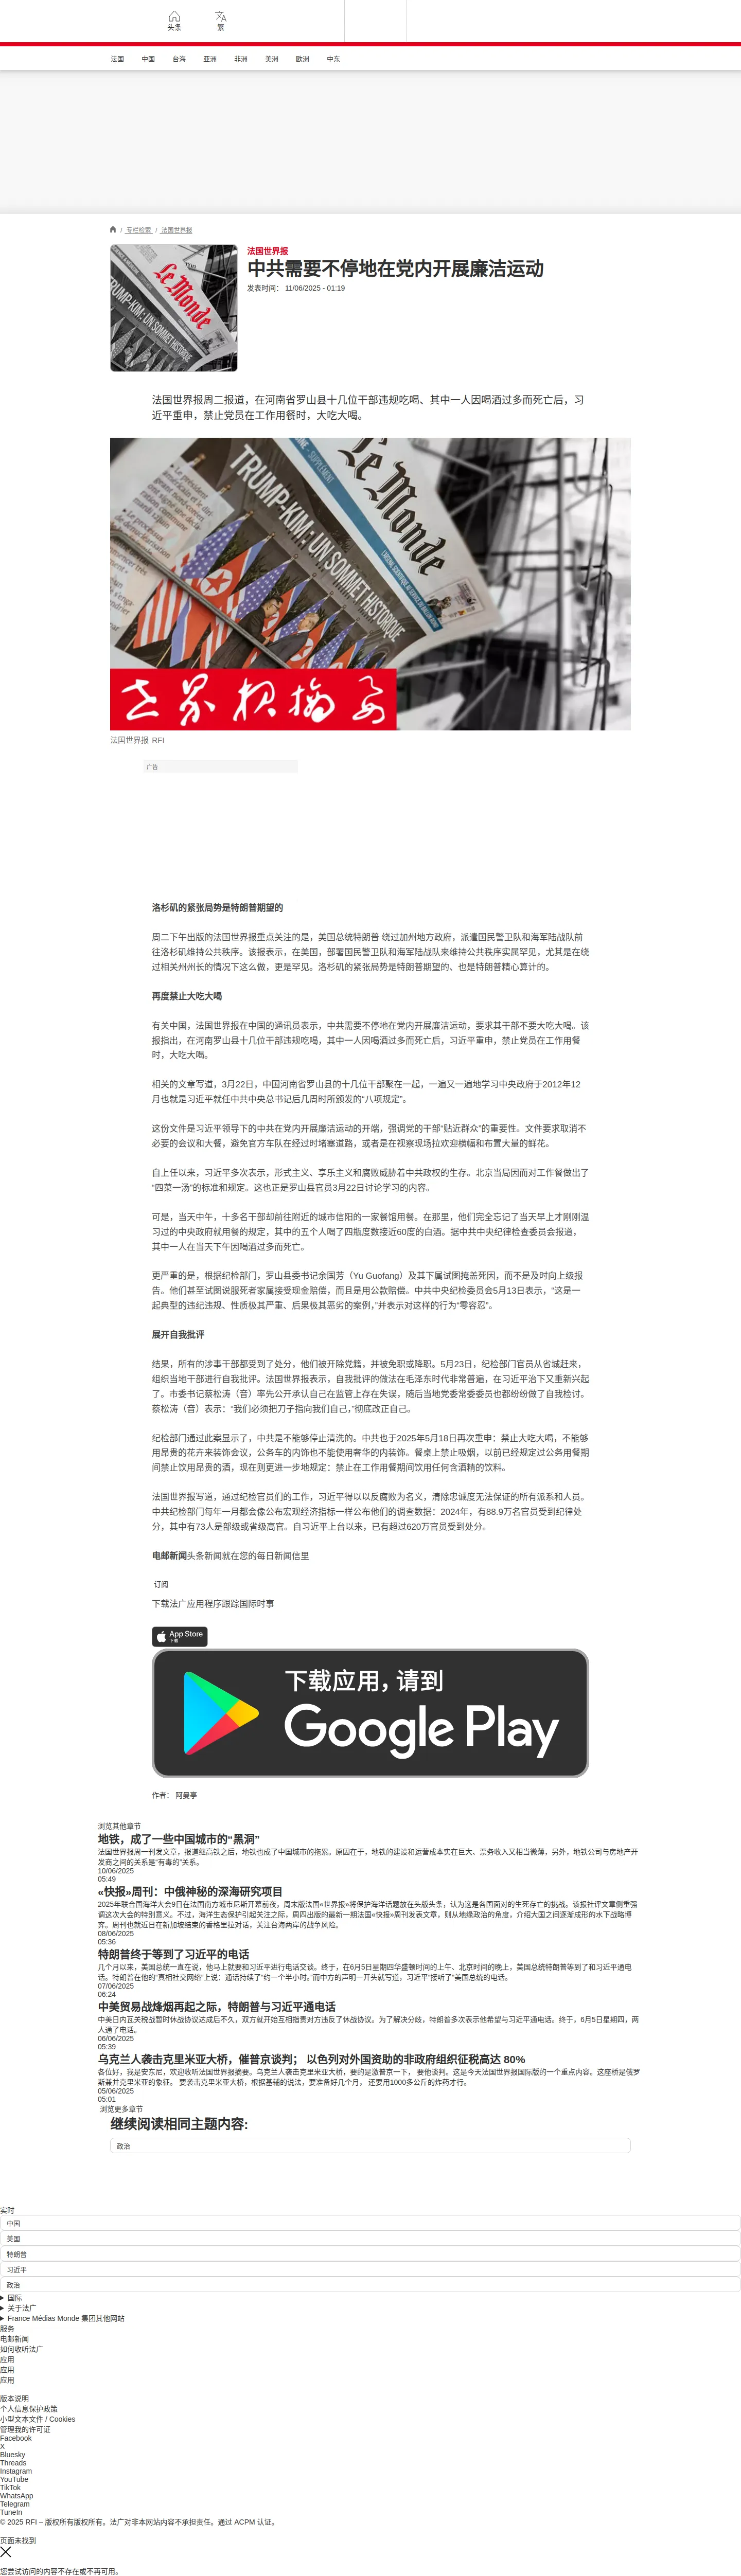 头条
繁
法国 中国 台海 亚洲 非洲 美洲 欧洲 中东
/ 专栏检索 / 法国世界报
Le Monde
TRUMP-KIM : UN SOMMET HISTORIQUE
法国世界报
中共需要不停地在党内开展廉洁运动
发表时间： 11/06/2025 - 01:19
法国世界报周二报道，在河南省罗山县十几位干部违规吃喝、其中一人因喝酒过多而死亡后，习
近平重申，禁止党员在工作用餐时，大吃大喝。
Le Monde
TRUMP-KIM : UN SOMMET HISTORIQUE
世界报摘要
法国世界报 RFI
广告
洛杉矶的紧张局势是特朗普期望的
周二下午出版的法国世界报重点关注的是，美国总统特朗普 绕过加州地方政府，派遣国民警卫队和海军陆战队前
往洛杉矶维持公共秩序。该报表示，在美国，部署国民警卫队和海军陆战队来维持公共秩序实属罕见，尤其是在绕
过相关州州长的情况下这么做，更是罕见。洛杉矶的紧张局势是特朗普期望的、也是特朗普精心算计的。
再度禁止大吃大喝
有关中国，法国世界报在中国的通讯员表示，中共需要不停地在党内开展廉洁运动，要求其干部不要大吃大喝。该
报指出，在河南罗山县十几位干部违规吃喝，其中一人因喝酒过多而死亡后，习近平重申，禁止党员在工作用餐
时，大吃大喝。
相关的文章写道，3月22日，中国河南省罗山县的十几位干部聚在一起，一遍又一遍地学习中央政府于2012年12
月也就是习近平就任中共中央总书记后几周时所颁的“八项规定”。
这份文件是习近平领导下的中共在党内开展廉洁运动的开端，强调党的干部“贴近群众”的重要性。文件要求取消不
必要的会议和大餐，避免官方车队在经过时堵塞道路，或者是在视察现场拉欢迎横幅和布置大量的鲜花。
自上任以来，习近平多次表示，形式主义、享乐主义和腐败威胁着中共政权的生存。北京当局因而对工作餐做出了
“四菜一汤”的标准和规定。这也正是罗山县官员3月22日讨论学习的内容。
可是，当天中午，十多名干部却前往附近的城市信阳的一家餐馆用餐。在那里，他们完全忘记了当天早上才刚刚温
习过的中央政府就用餐的规定，其中的五个人喝了四瓶度数接近60度的白酒。据中共中央纪律检查委员会报道，
其中一人在当天下午因喝酒过多而死亡。
更严重的是，根据纪检部门，罗山县委书记余国芳（Yu Guofang）及其下属试图掩盖死因，而不是及时向上级报
告。他们甚至试图说服死者家属接受现金赔偿，而且是用公款赔偿。中共中央纪检委员会5月13日表示，“这是一
起典型的违纪违规、性质极其严重、后果极其恶劣的案例，”并表示对这样的行为“零容忍”。
展开自我批评
结果，所有的涉事干部都受到了处分，他们被开除党籍，并被免职或降职。5月23日，纪检部门官员从省城赶来，
组织当地干部进行自我批评。法国世界报表示，自我批评的做法在毛泽东时代非常普遍，在习近平治下又重新兴起
了。市委书记蔡松涛（音）率先公开承认自己在监管上存在失误，随后当地党委常委委员也都纷纷做了自我检讨。
蔡松涛（音）表示：“我们必须把刀子指向我们自己，”彻底改正自己。
纪检部门通过此案显示了，中共是不能够停止清洗的。中共也于2025年5月18日再次重申：禁止大吃大喝，不能够
用昂贵的花卉来装饰会议，公务车的内饰也不能使用奢华的内装饰。餐桌上禁止吸烟，以前已经规定过公务用餐期
间禁止饮用昂贵的酒，现在则更进一步地规定：禁止在工作用餐期间饮用任何含酒精的饮料。
法国世界报写道，通过纪检官员们的工作，习近平得以以反腐败为名义，清除忠诚度无法保证的所有派系和人员。
中共纪检部门每年一月都会像公布宏观经济指标一样公布他们的调查数据：2024年，有88.9万名官员受到纪律处
分，其中有73人是部级或省级高官。自习近平上台以来，已有超过620万官员受到处分。
电邮新闻头条新闻就在您的每日新闻信里
订阅
下载法广应用程序跟踪国际时事
App Store
下载
下载应用，请到
Google Play
作者： 阿曼亭
浏览其他章节
地铁，成了一些中国城市的“黑洞”
法国世界报周一刊发文章，报道继高铁之后，地铁也成了中国城市的拖累。原因在于，地铁的建设和运营成本实在巨大、票务收入又相当微薄，另外，地铁公司与房地产开
发商之间的关系是“有毒的”关系。
10/06/2025
05:49
«快报»周刊：中俄神秘的深海研究项目
2025年联合国海洋大会9日在法国南方城市尼斯开幕前夜，周末版法国«世界报»将保护海洋话题放在头版头条，认为这是各国面对的生死存亡的挑战。该报社评文章侧重强
调这次大会的特别意义。不过，海洋生态保护引起关注之际，周四出版的最新一期法国«快报»周刊发表文章，则从地缘政治的角度，介绍大国之间逐渐成形的水下战略博
弈。周刊也就近日在新加坡结束的香格里拉对话，关注台海两岸的战争风险。
08/06/2025
05:36
特朗普终于等到了习近平的电话
几个月以来，美国总统一直在说，他马上就要和习近平进行电话交谈。终于，在6月5日星期四华盛顿时间的上午、北京时间的晚上，美国总统特朗普等到了和习近平通电
话。特朗普在他的“真相社交网络”上说：通话持续了“约一个半小时。”而中方的声明一开头就写道，习近平“接听了”美国总统的电话。
07/06/2025
06:24
中美贸易战烽烟再起之际，特朗普与习近平通电话
中美日内瓦关税战暂时休战协议达成后不久，双方就开始互相指责对方违反了休战协议。为了解决分歧，特朗普多次表示他希望与习近平通电话。终于，6月5日星期四，两
人通了电话。
06/06/2025
05:39
乌克兰人袭击克里米亚大桥，催普京谈判； 以色列对外国资助的非政府组织征税高达 80%
各位好，我是安东尼，欢迎收听法国世界报摘要。乌克兰人袭击克里米亚大桥，要的是激普京一下， 要他谈判。这是今天法国世界报国际版的一个重点内容。这座桥是俄罗
斯兼并克里米亚的象征。 要袭击克里米亚大桥，根据基辅的说法，要准备好几个月， 还要用1000多公斤的炸药才行。
05/06/2025
05:01
浏览更多章节
继续阅读相同主题内容:
政治
实时
中国
美国
特朗普
习近平
政治
国际
关于法广
France Médias Monde 集团其他网站
服务
电邮新闻
如何收听法广
应用
应用
应用
版本说明
个人信息保护政策
小型文本文件 / Cookies
管理我的许可证
Facebook
X
Bluesky
Threads
Instagram
YouTube
TikTok
WhatsApp
Telegram
TuneIn
© 2025 RFI – 版权所有版权所有。法广对非本网站内容不承担责任。通过 ACPM 认证。
页面未找到
您尝试访问的内容不存在或不再可用。